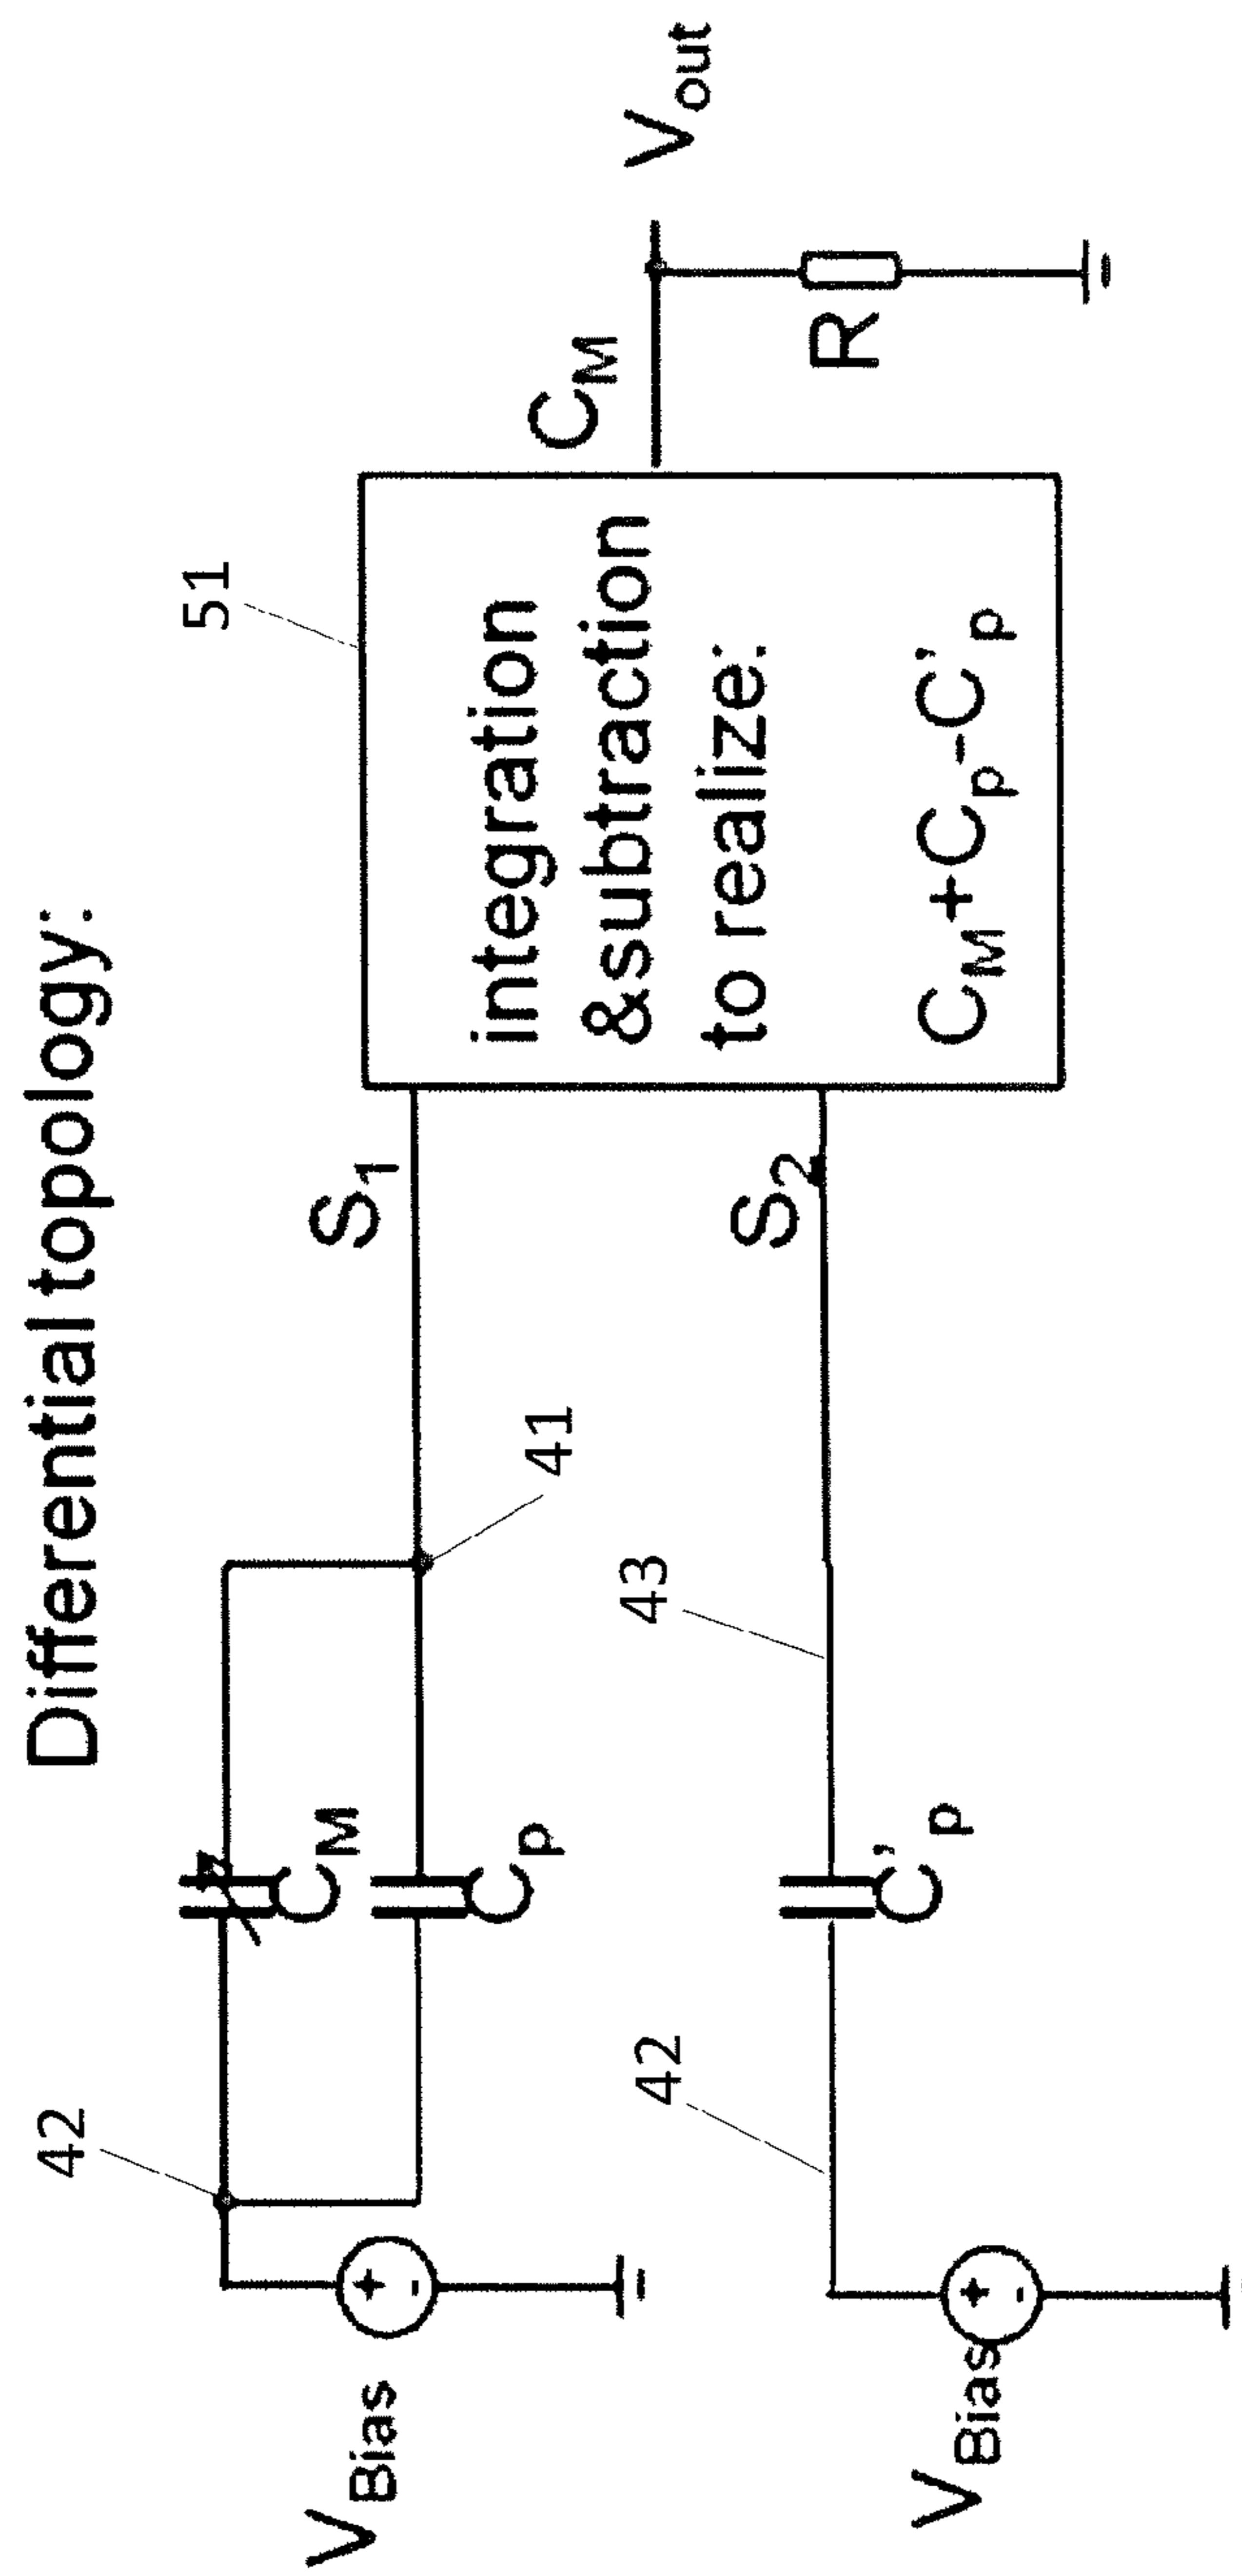 Differential topology:
42
V_Bias
C_M
C_p
41
S_1
51
integration
&subtraction
to realize:
C_M+C_p-C'_p
C_M
V_out
R
42
43
C'_p
S_2
V_Bias
+
-
+
-